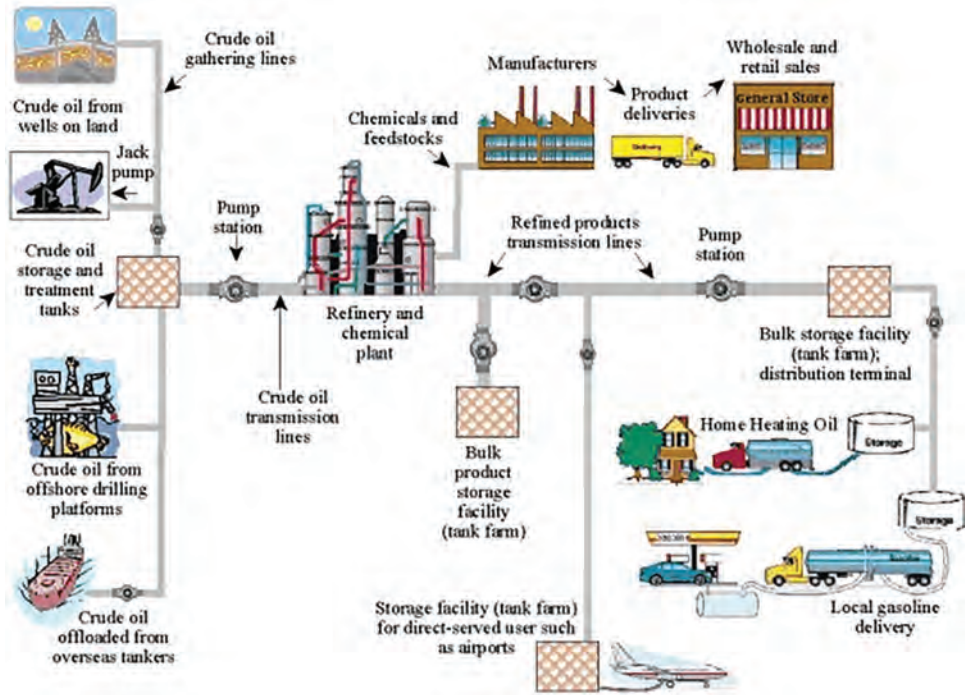 Crude oil
gathering lines
Crude oil from
wells on land
Jack
pump
Crude oil
storage and
treatment
tanks
Pump
station
Crude oil
transmission
lines
Refinery and
chemical
plant
Chemicals and
feedstocks
Manufacturers
Product
deliveries
Delivery
Wholesale and
retail sales
General Store
Refined products
transmission lines
Pump
station
Bulk storage facility
(tank farm);
distribution terminal
Crude oil from
offshore drilling
platforms
Crude oil
offloaded from
overseas tankers
Bulk
product
storage
facility
(tank farm)
Home Heating Oil
Storage
Storage
Local gasoline
delivery
Storage facility (tank farm)
for direct-served user such
as airports